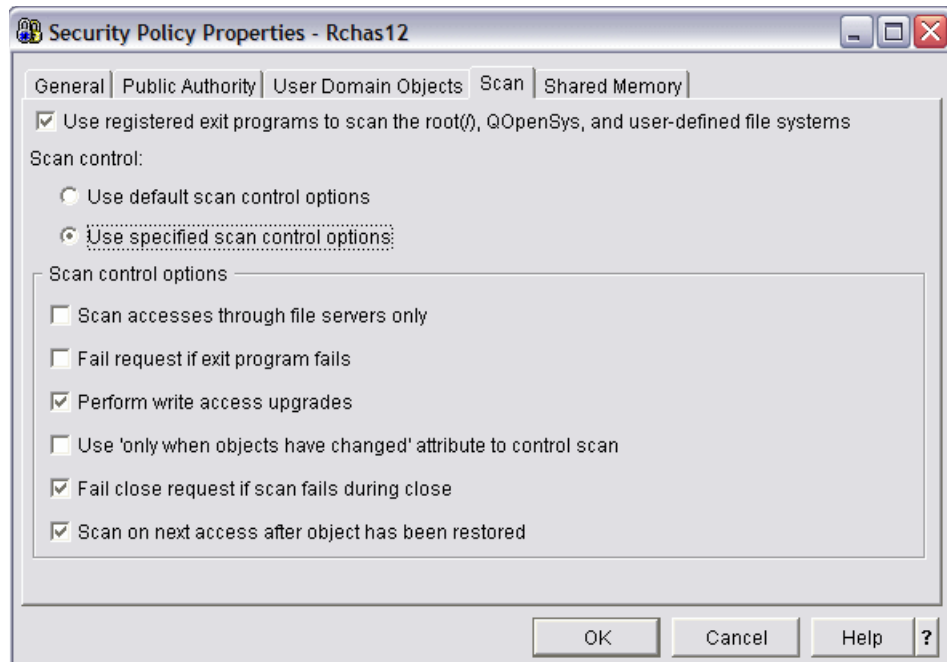 Security Policy Properties - Rchas12
General Public Authority User Domain Objects Scan Shared Memory
Use registered exit programs to scan the root(/), QOpenSys, and user-defined file systems
Scan control:
Use default scan control options
Use specified scan control options
Scan control options
Scan accesses through file servers only
Fail request if exit program fails
Perform write access upgrades
Use 'only when objects have changed' attribute to control scan
Fail close request if scan fails during close
Scan on next access after object has been restored
OK Cancel Help ?